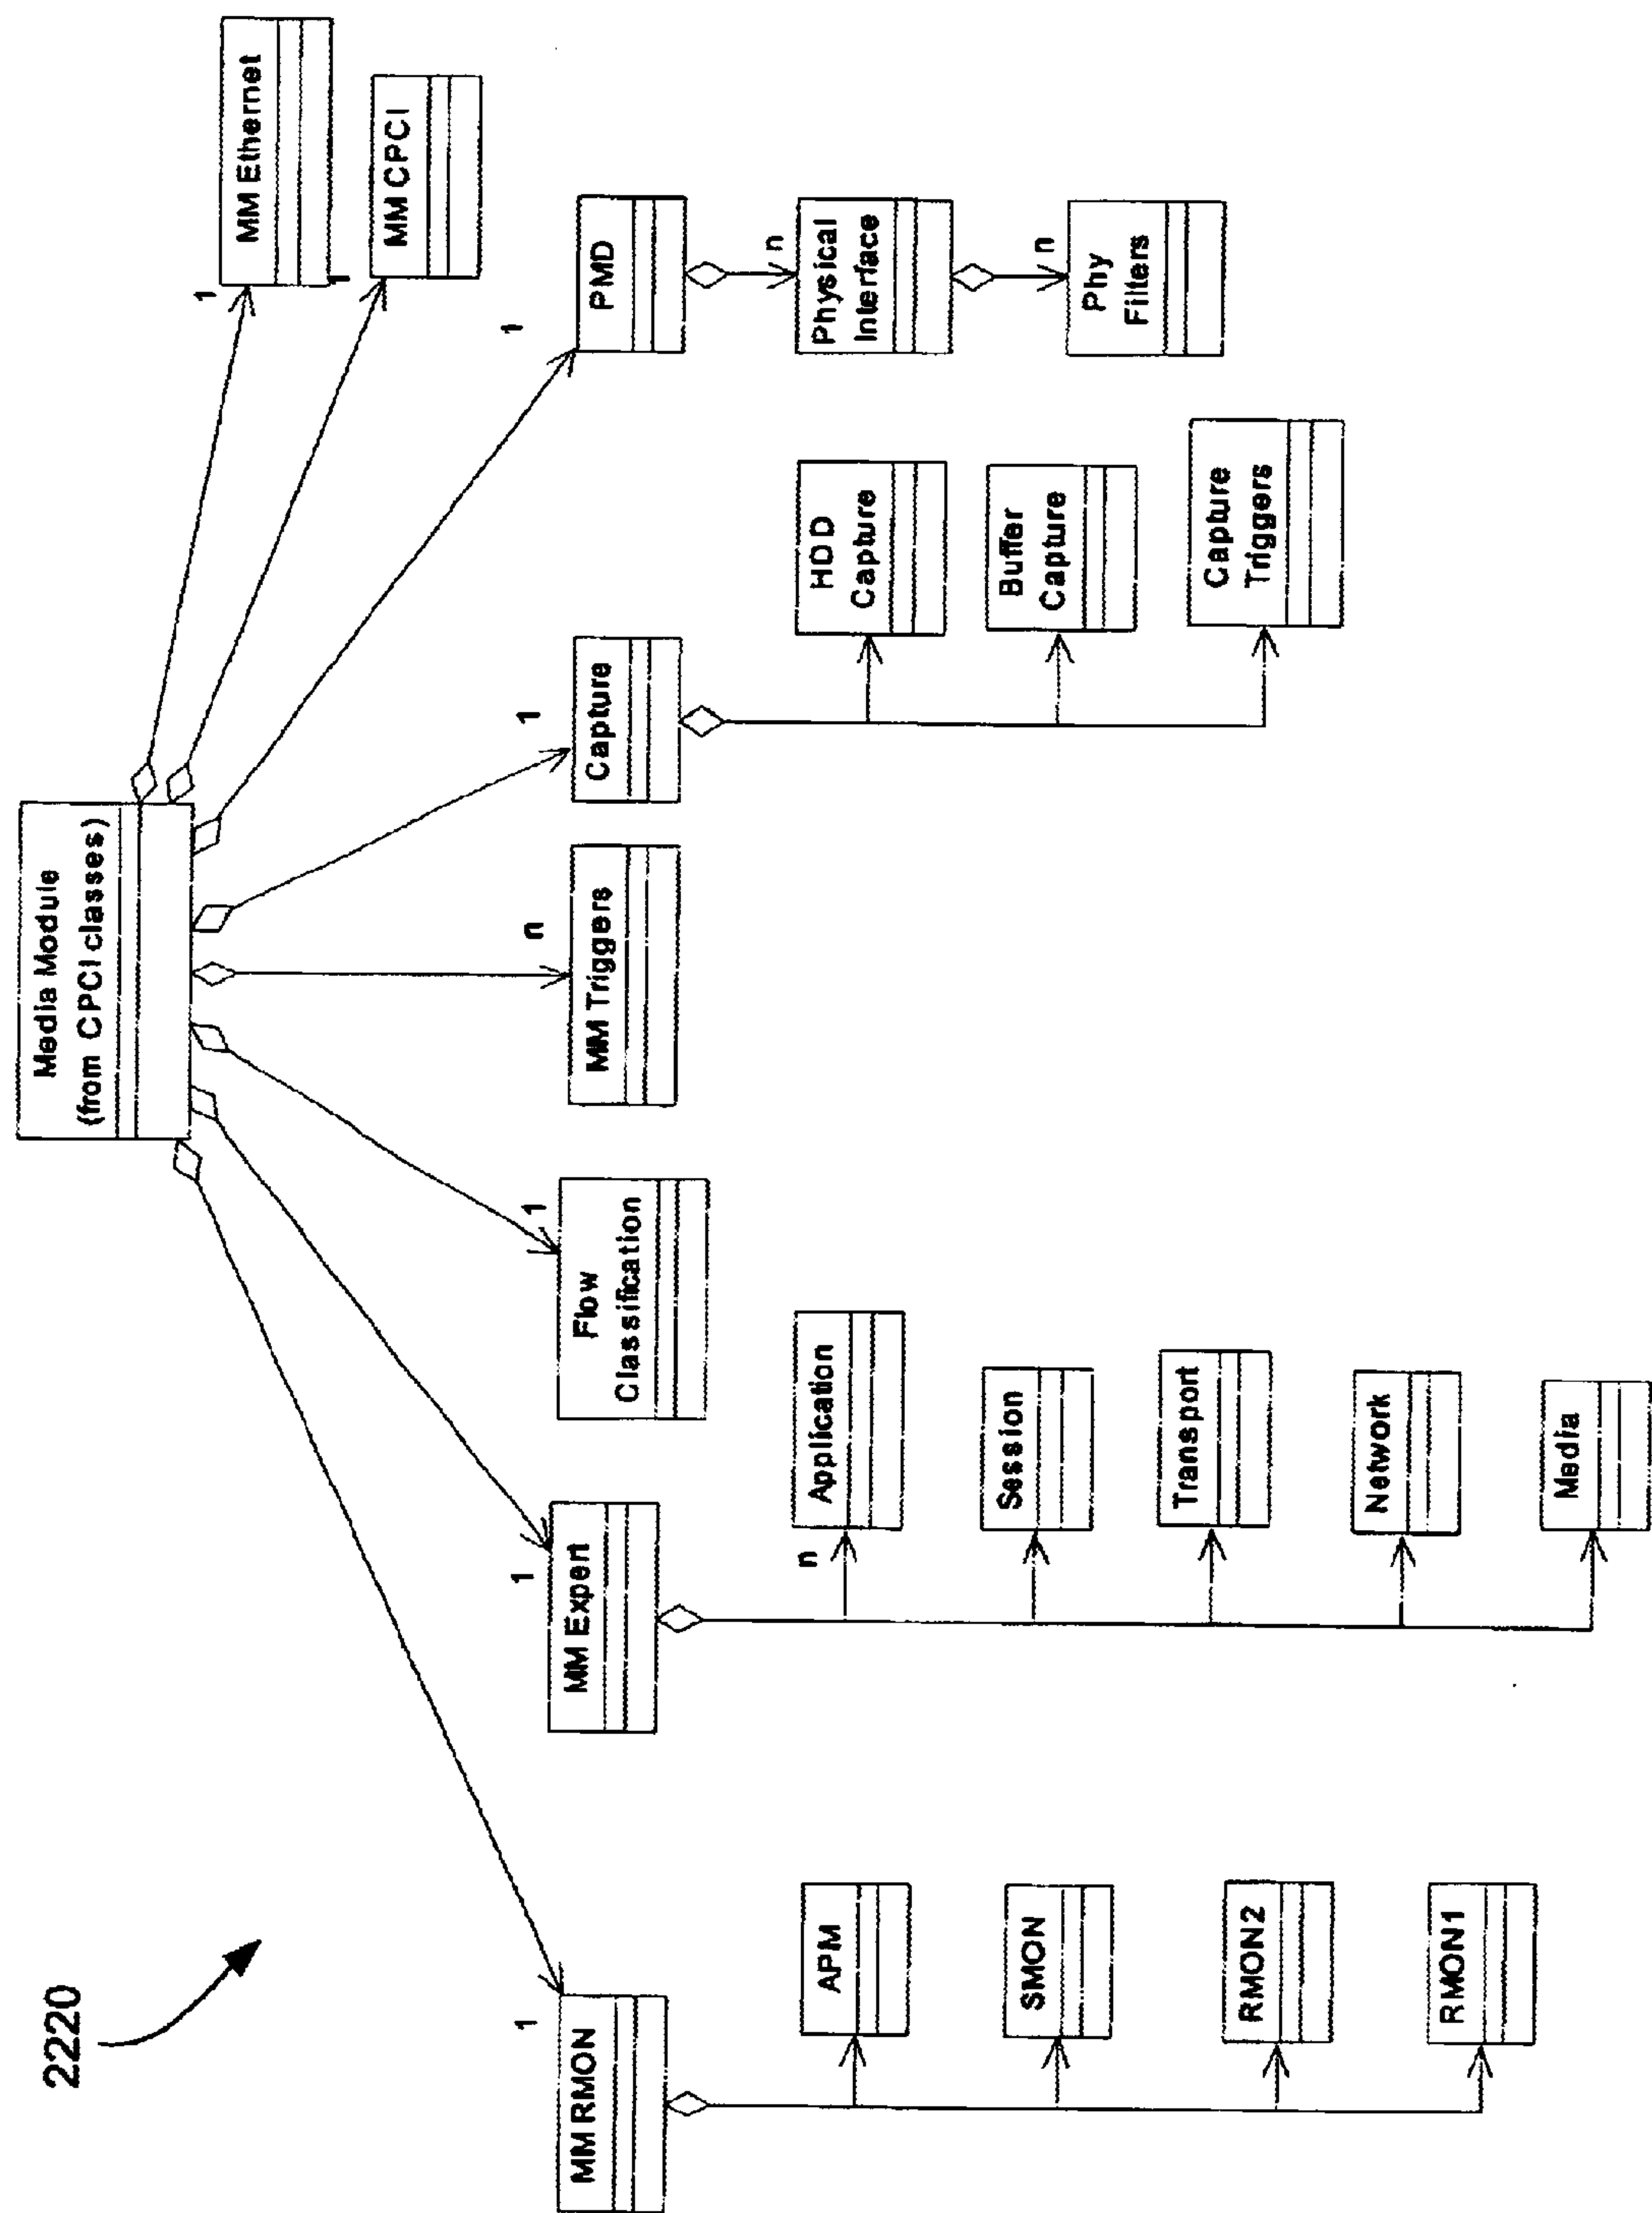 2220
Media Module
(from CPCI classes)
1
MM Ethernet
1
MM CPCI
1
MM RMON
1
MM Expert
1
Flow
Classification
n
MM Triggers
1
Capture
1
PMD
APM
SMON
RMON2
RMON1
n
Application
Session
Transport
Network
Media
HDD
Capture
Buffer
Capture
Capture
Triggers
n
Physical
Interface
n
Phy
Filters